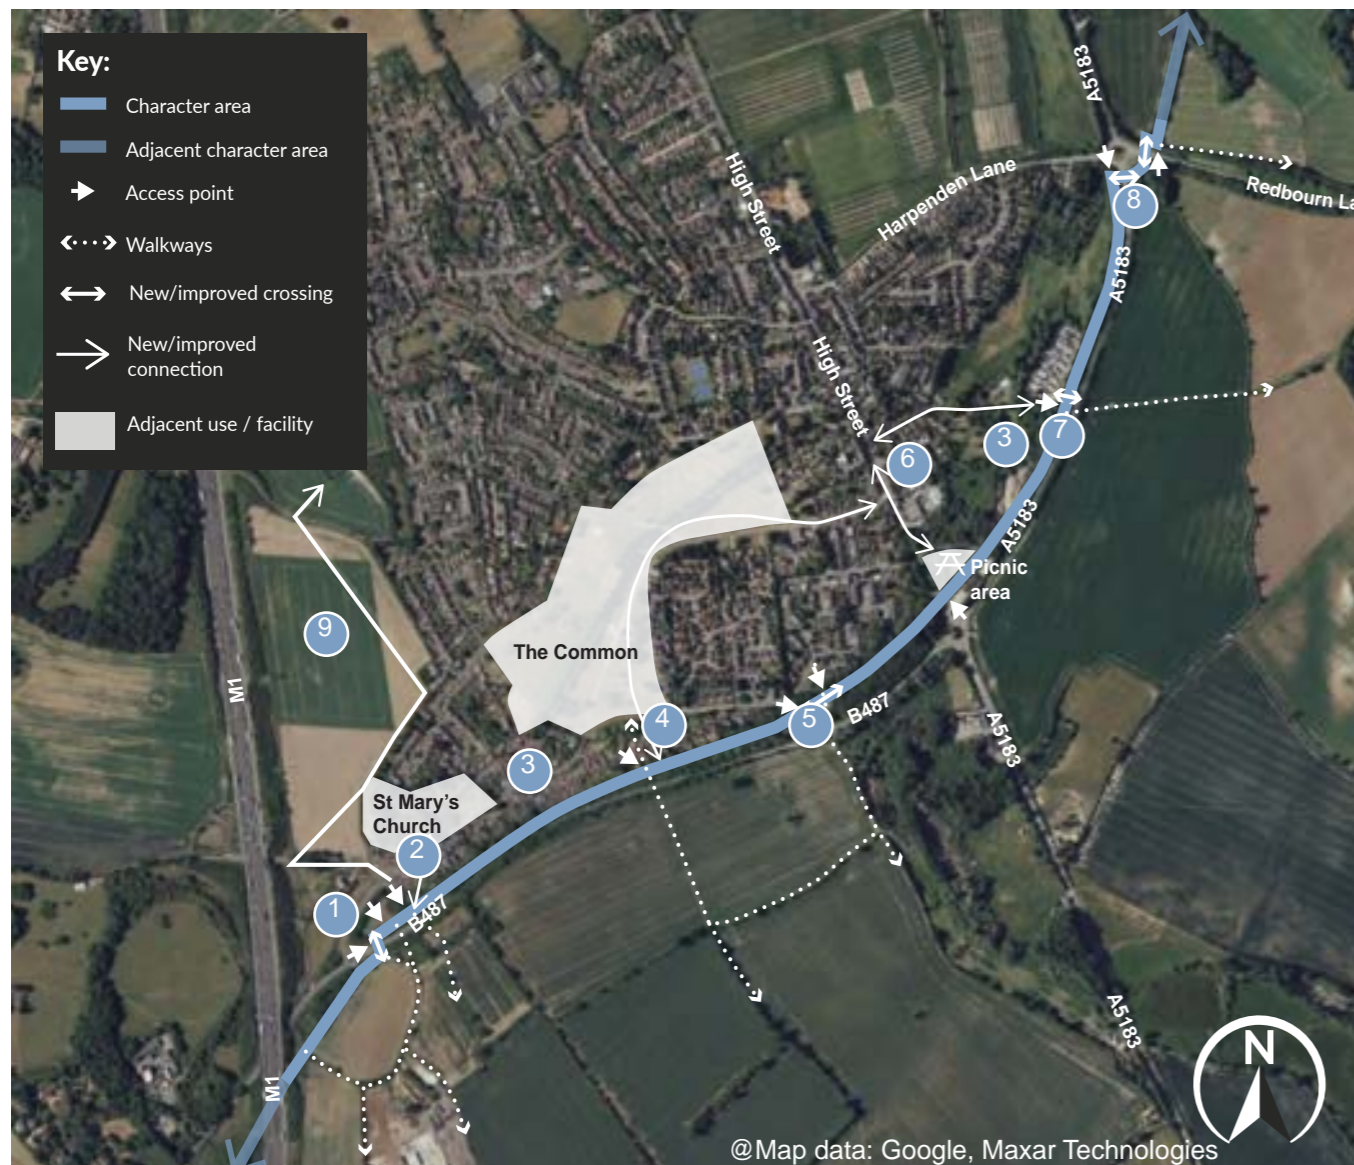 Key:
Character area
Adjacent character area
Access point
Walkways
New/improved crossing
New/improved
connection
Adjacent use / facility
A5183
High Street
Harpenden Lane
Redbourn La
8
A5183
High Street
6
3
7
A5183
Picnic
area
9
The Common
M1
4
5
B487
A5183
3
St Mary's
Church
2
1
B487
A5183
M1
N
@Map data: Google, Maxar Technologies